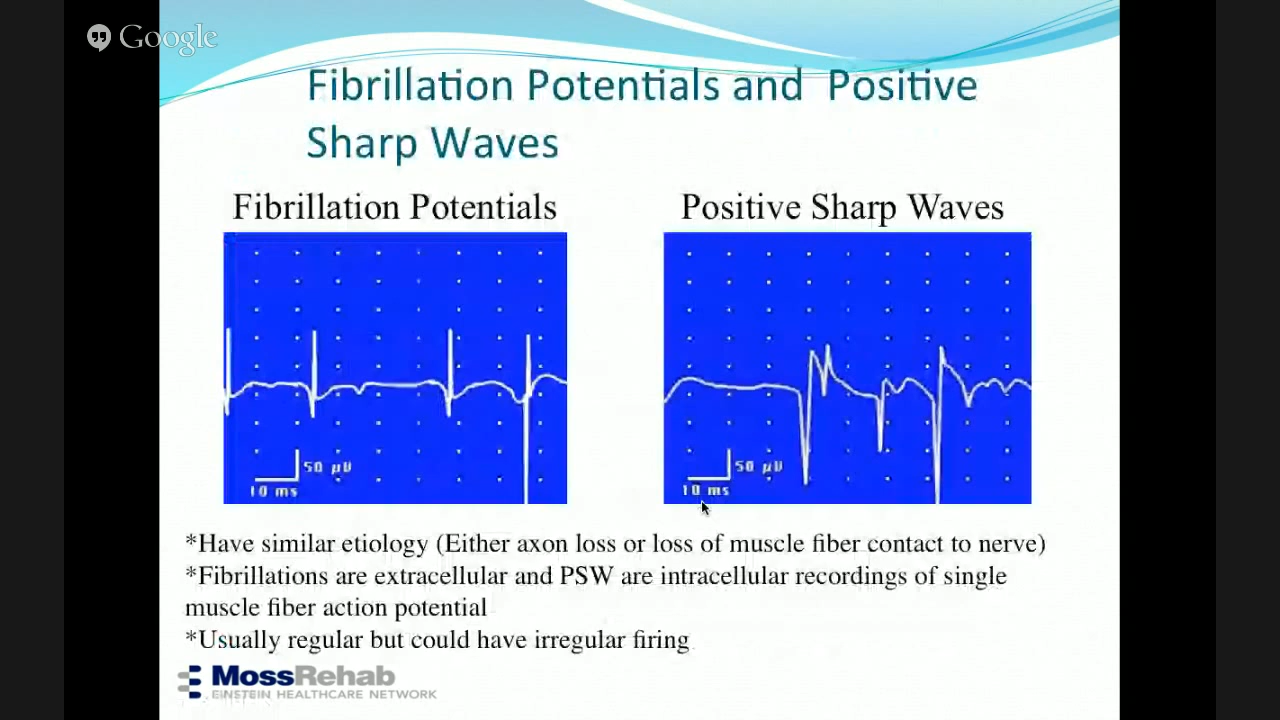 Google
Fibrillation Potentials and Positive
Sharp Waves
Fibrillation Potentials
Positive Sharp Waves
50 µV
10 ms
50 µV
10 ms
*Have similar etiology (Either axon loss or loss of muscle fiber contact to nerve)
*Fibrillations are extracellular and PSW are intracellular recordings of single
muscle fiber action potential
*Usually regular but could have irregular firing
MossRehab
EINSTEIN HEALTHCARE NETWORK